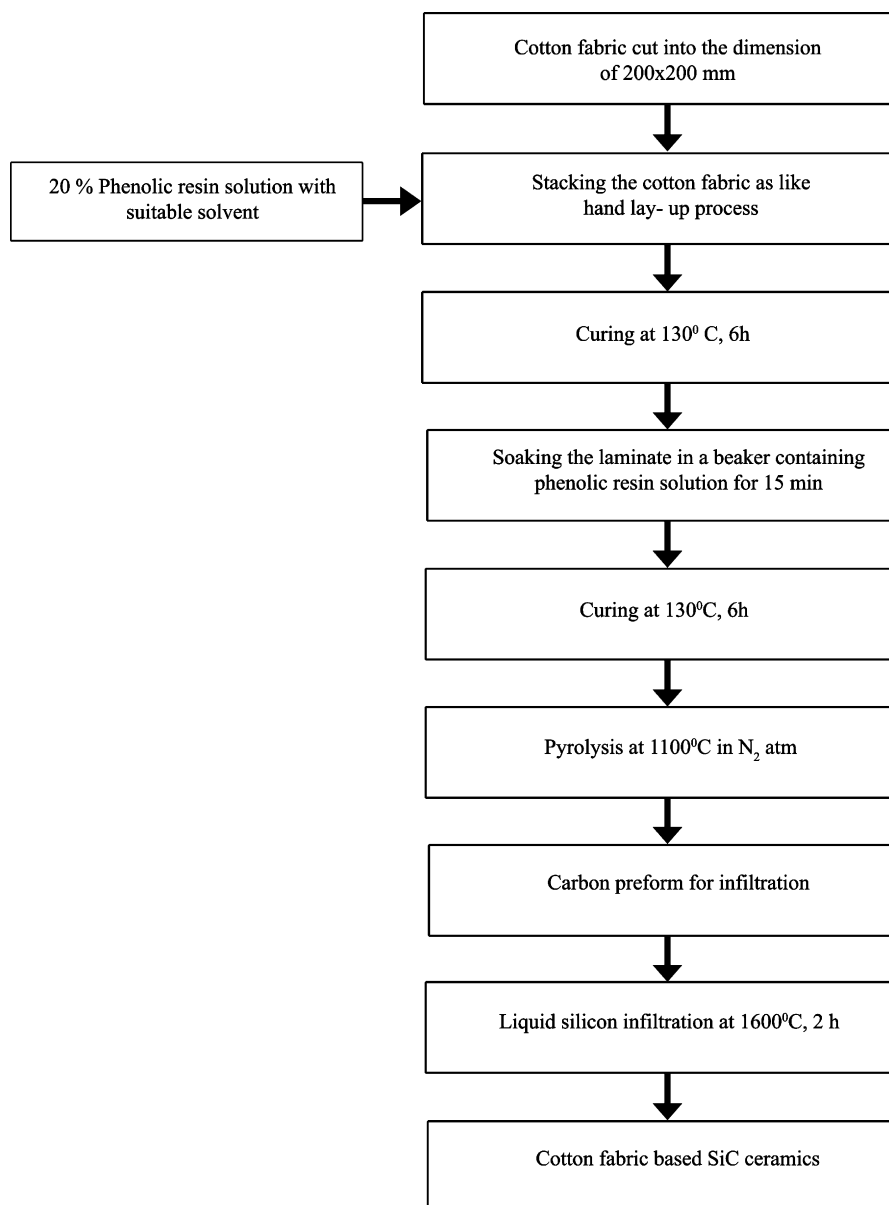 Cotton fabric cut into the dimension
of 200x200 mm
20 % Phenolic resin solution with
suitable solvent
Stacking the cotton fabric as like
hand lay- up process
Curing at 130⁰ C, 6h
Soaking the laminate in a beaker containing
phenolic resin solution for 15 min
Curing at 130⁰C, 6h
Pyrolysis at 1100⁰C in N₂ atm
Carbon preform for infiltration
Liquid silicon infiltration at 1600⁰C, 2 h
Cotton fabric based SiC ceramics